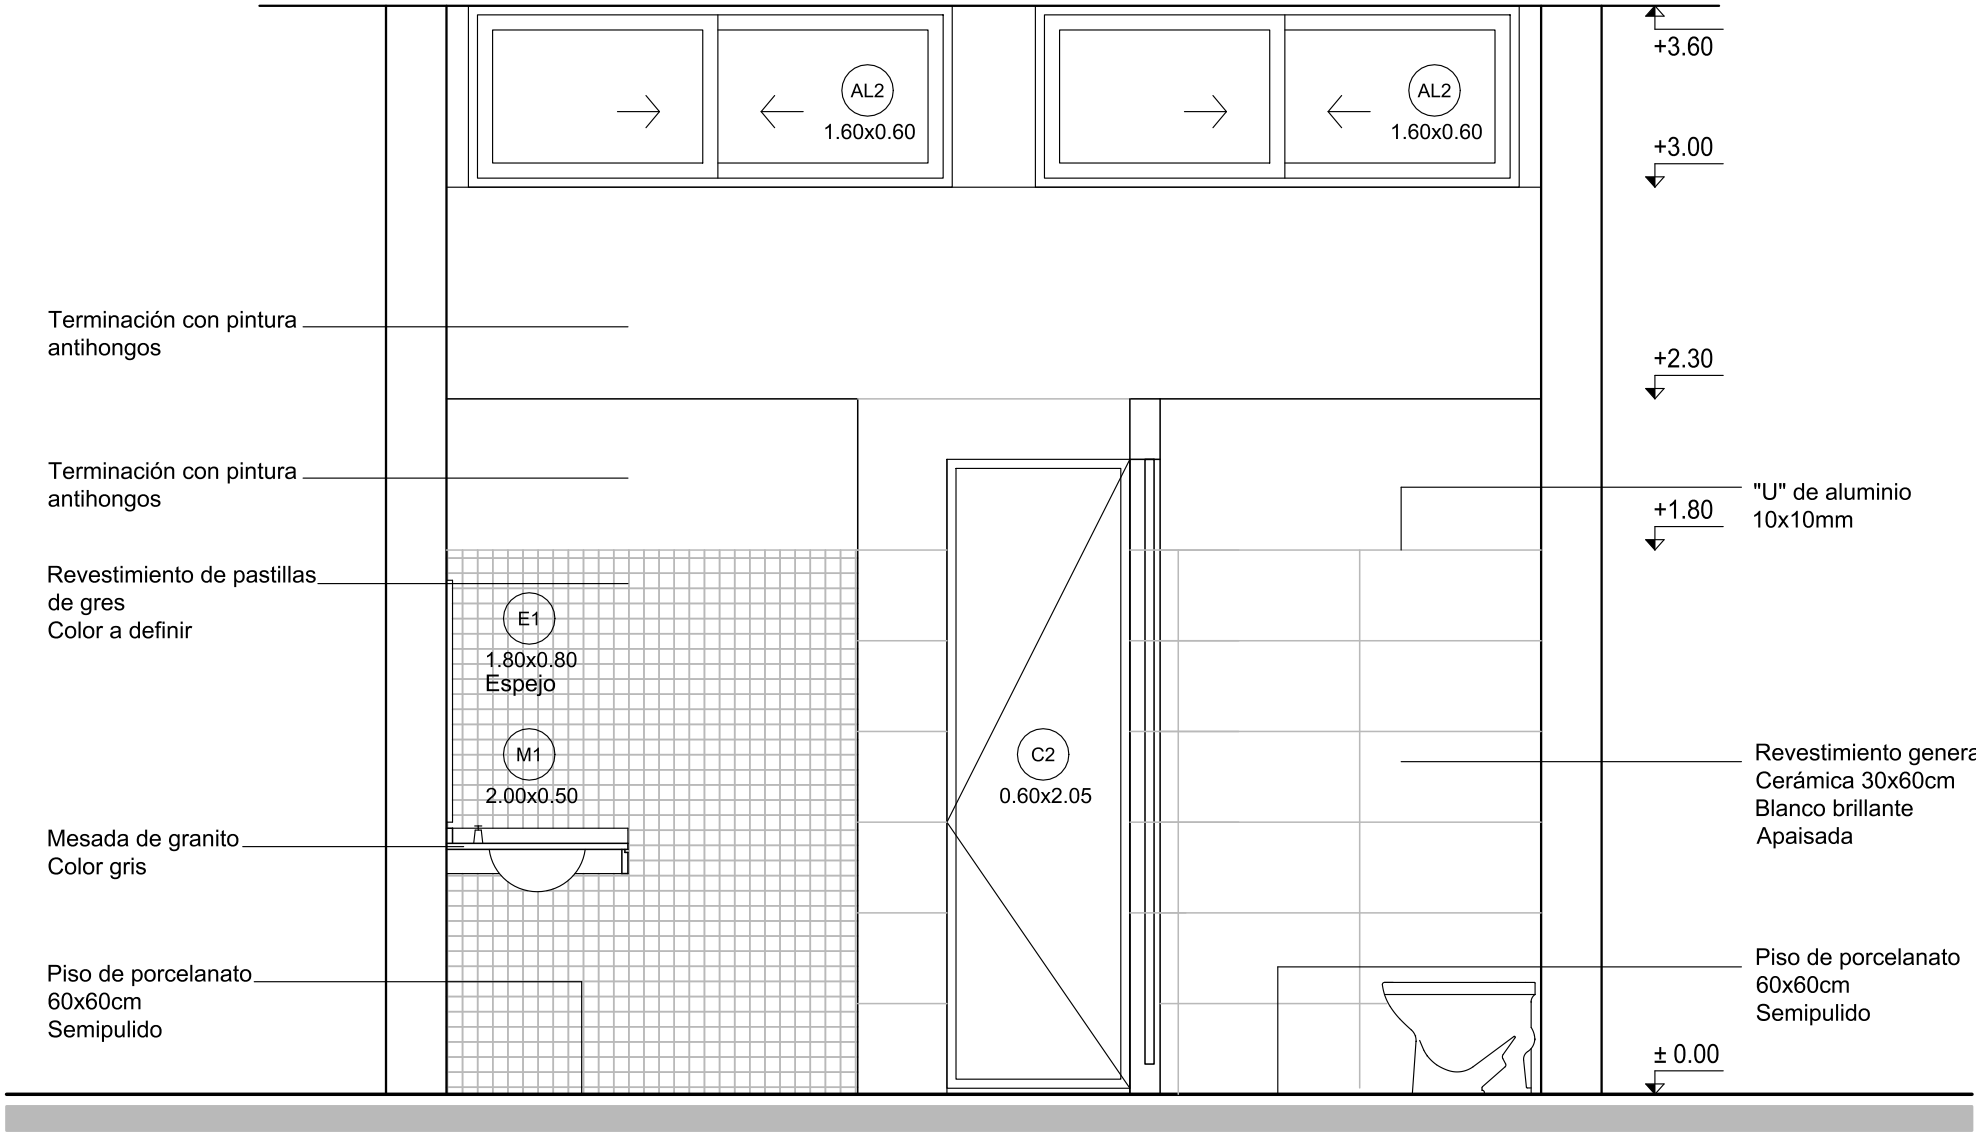 AL2
1.60x0.60
AL2
1.60x0.60
+3.60
+3.00
Terminación con pintura
antihongos
+2.30
Terminación con pintura
antihongos
"U" de aluminio
10x10mm
+1.80
Revestimiento de pastillas
de gres
Color a definir
E1
1.80x0.80
Espejo
M1
2.00x0.50
C2
0.60x2.05
Revestimiento genera
Cerámica 30x60cm
Blanco brillante
Apaisada
Mesada de granito
Color gris
Piso de porcelanato
60x60cm
Semipulido
Piso de porcelanato
60x60cm
Semipulido
± 0.00